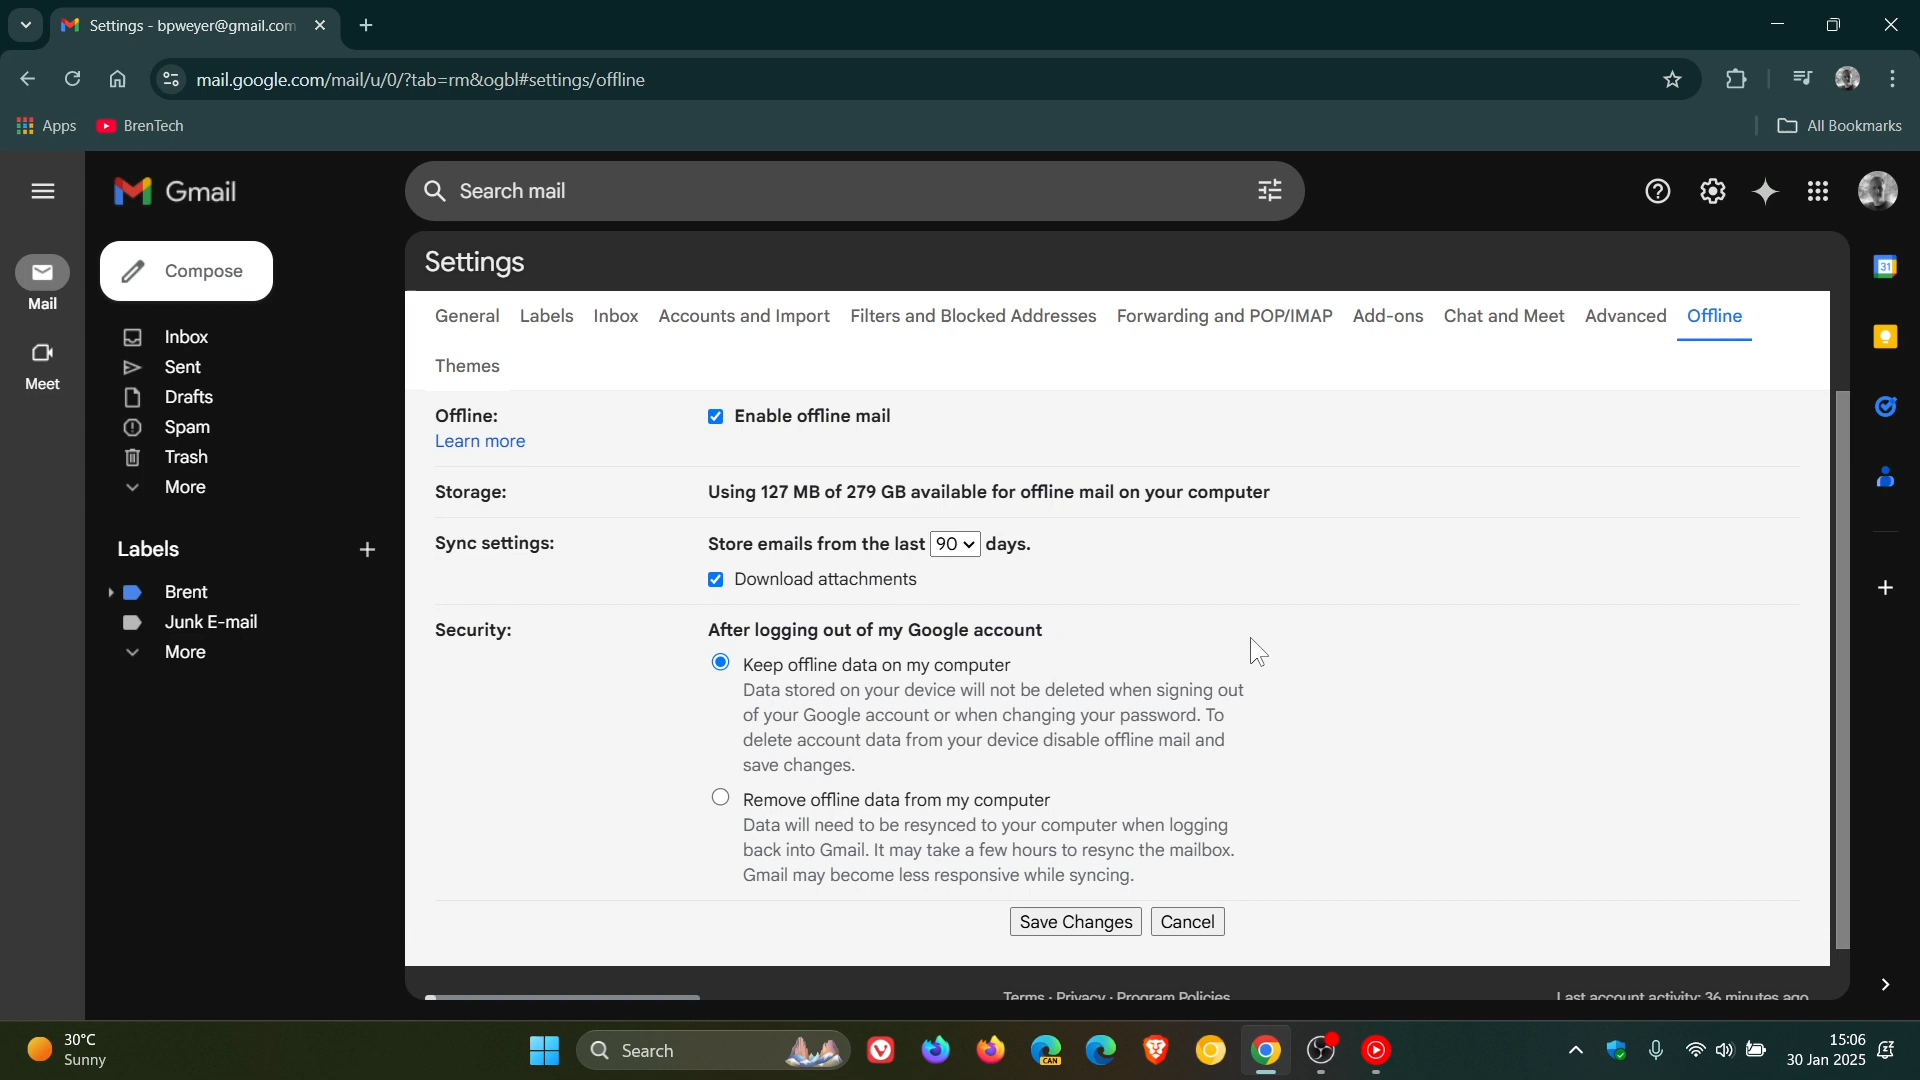 Settings - bpweyer@gmail.com
mail.google.com/mail/u/0/?tab=rm&ogbl#settings/offline
Apps
BrenTech
All Bookmarks
Gmail
Search mail
Mail
Meet
Compose
Inbox
Sent
Drafts
Spam
Trash
More
Labels
Brent
Junk E-mail
More
Settings
General Labels Inbox Accounts and Import Filters and Blocked Addresses Forwarding and POP/IMAP Add-ons Chat and Meet Advanced Offline
Themes
Offline: Enable offline mail
Learn more
Storage: Using 127 MB of 279 GB available for offline mail on your computer
Sync settings: Store emails from the last 90 days.
Download attachments
Security: After logging out of my Google account
Keep offline data on my computer
Data stored on your device will not be deleted when signing out
of your Google account or when changing your password. To
delete account data from your device disable offline mail and
save changes.
Remove offline data from my computer
Data will need to be resynced to your computer when logging
back into Gmail. It may take a few hours to resync the mailbox.
Gmail may become less responsive while syncing.
Save Changes Cancel
Terms · Privacy · Program Policies
Last account activity: 36 minutes ago
31
30°C
Sunny
Search
CAN
15:06
30 Jan 2025